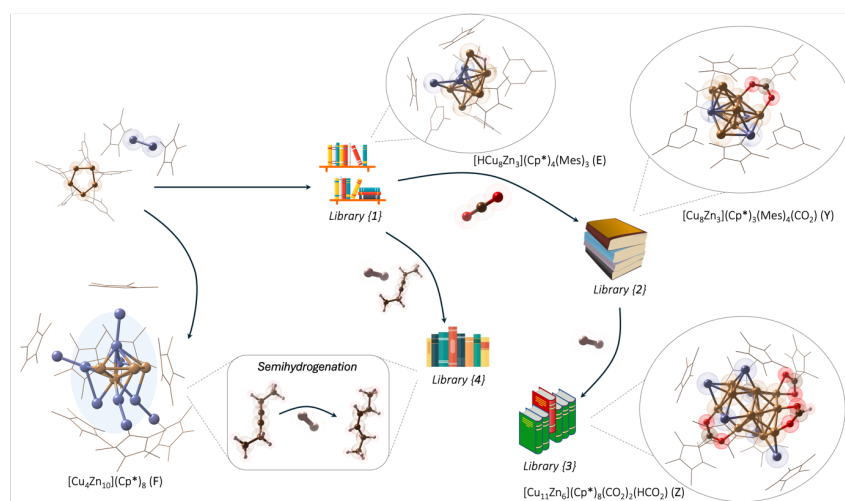 [HCu₈Zn₃](Cp*)₄(Mes)₃ (E)
Library {1}
[Cu₈Zn₃](Cp*)₃(Mes)₄(CO₂) (Y)
Library {2}
Semihydrogenation
Library {4}
Library {3}
[Cu₄Zn₁₀](Cp*)₈ (F)
[Cu₁₁Zn₆](Cp*)₈(CO₂)₂(HCO₂) (Z)